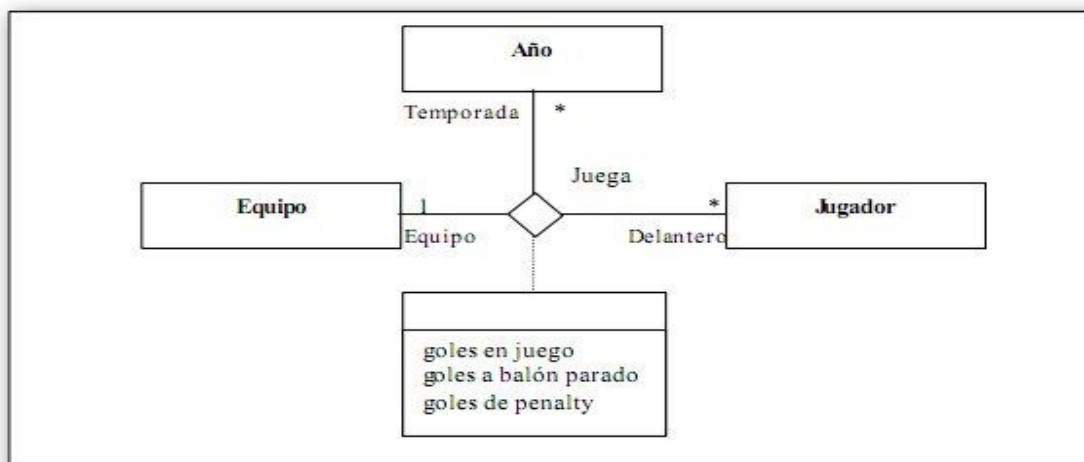 Año
Temporada *
Juega
Equipo 1 * Jugador
Equipo Delantero
goles en juego
goles a balón parado
goles de penalty